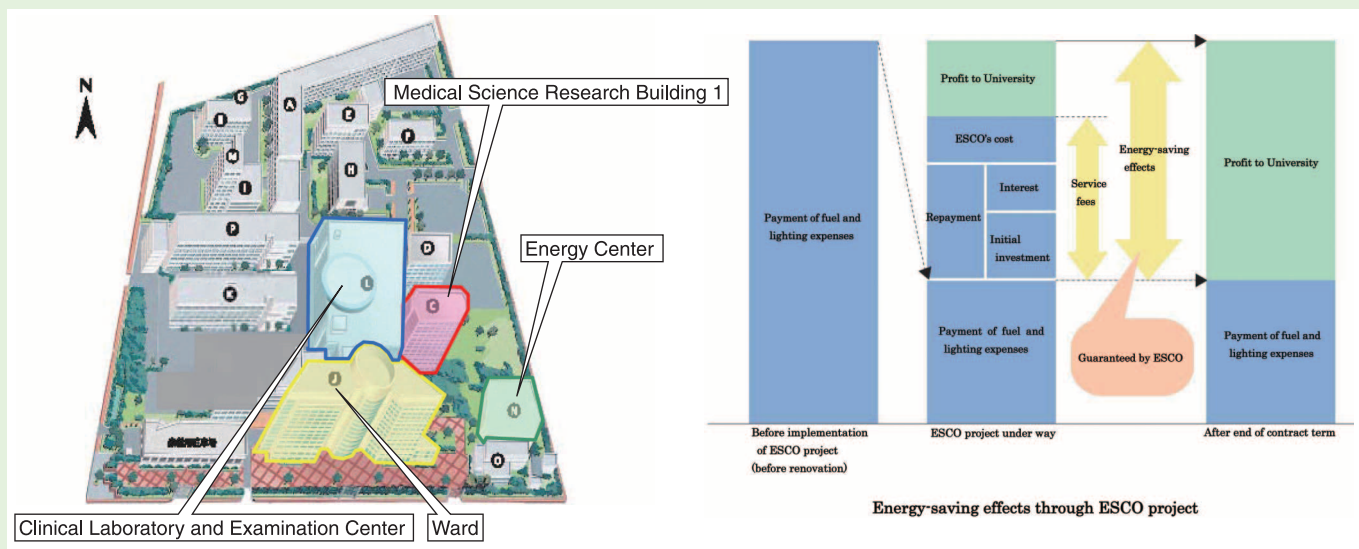 N
Medical Science Research Building 1
Energy Center
Clinical Laboratory and Examination Center
Ward
G
A
E
F
M
I
H
P
D
L
K
C
J
N
O
Profit to University
ESCO's cost
Repayment
Interest
Initial
investment
Service
fees
Energy-saving
effects
Profit to University
Payment of fuel and
lighting expenses
Payment of fuel and
lighting expenses
Guaranteed by ESCO
Payment of fuel and
lighting expenses
Before implementation
of ESCO project
(before renovation)
ESCO project under way
After end of contract term
Energy-saving effects through ESCO project